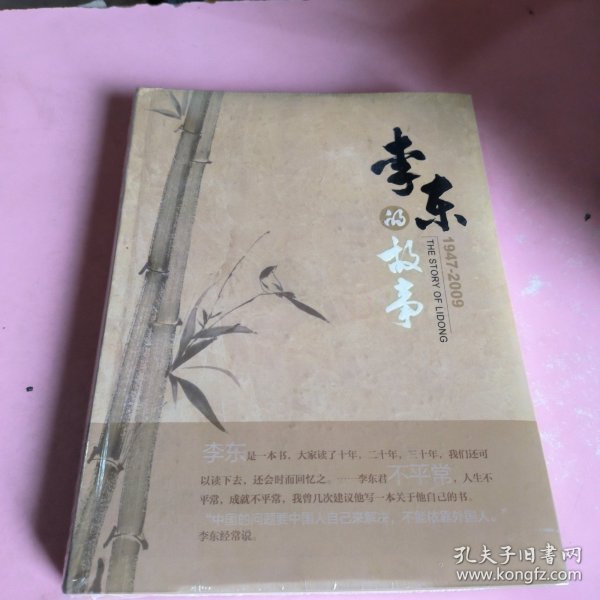 李东
的
故事
1947-2009
THE STORY OF LIDONG
李东是一本书，大家读了十年，二十年，三十年，我们还可
以读下去，还会时而回忆之。……李东君不平常，人生不
平常，成就不平常，我曾几次建议他写一本关于他自己的书。
“中国的问题要中国人自己来解决，不能依靠外国人。”
李东经常说。
孔夫子旧书网
www.kongfz.com